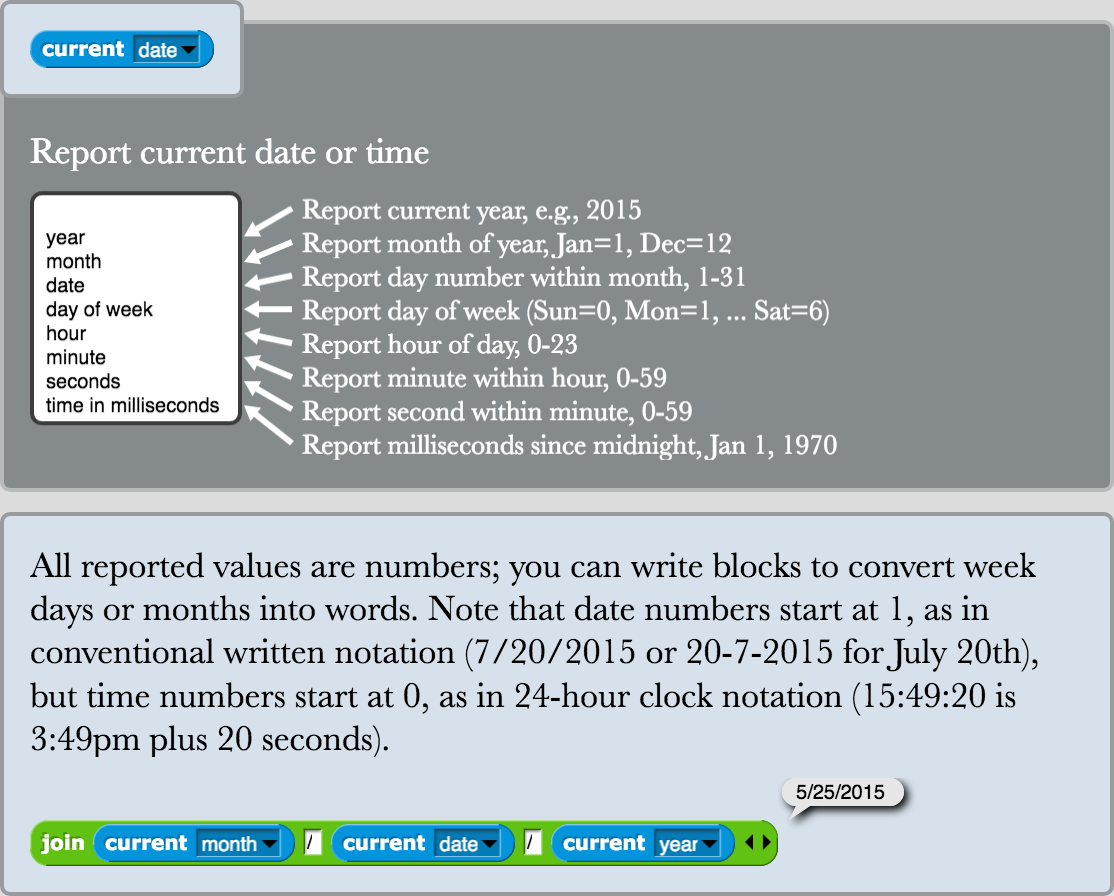 current date
Report current date or time
year
month
date
day of week
hour
minute
seconds
time in milliseconds
Report current year, e.g., 2015
Report month of year, Jan=1, Dec=12
Report day number within month, 1-31
Report day of week (Sun=0, Mon=1, ... Sat=6)
Report hour of day, 0-23
Report minute within hour, 0-59
Report second within minute, 0-59
Report milliseconds since midnight, Jan 1, 1970
All reported values are numbers; you can write blocks to convert week
days or months into words. Note that date numbers start at 1, as in
conventional written notation (7/20/2015 or 20-7-2015 for July 20th),
but time numbers start at 0, as in 24-hour clock notation (15:49:20 is
3:49pm plus 20 seconds).
5/25/2015
join current month / current date / current year